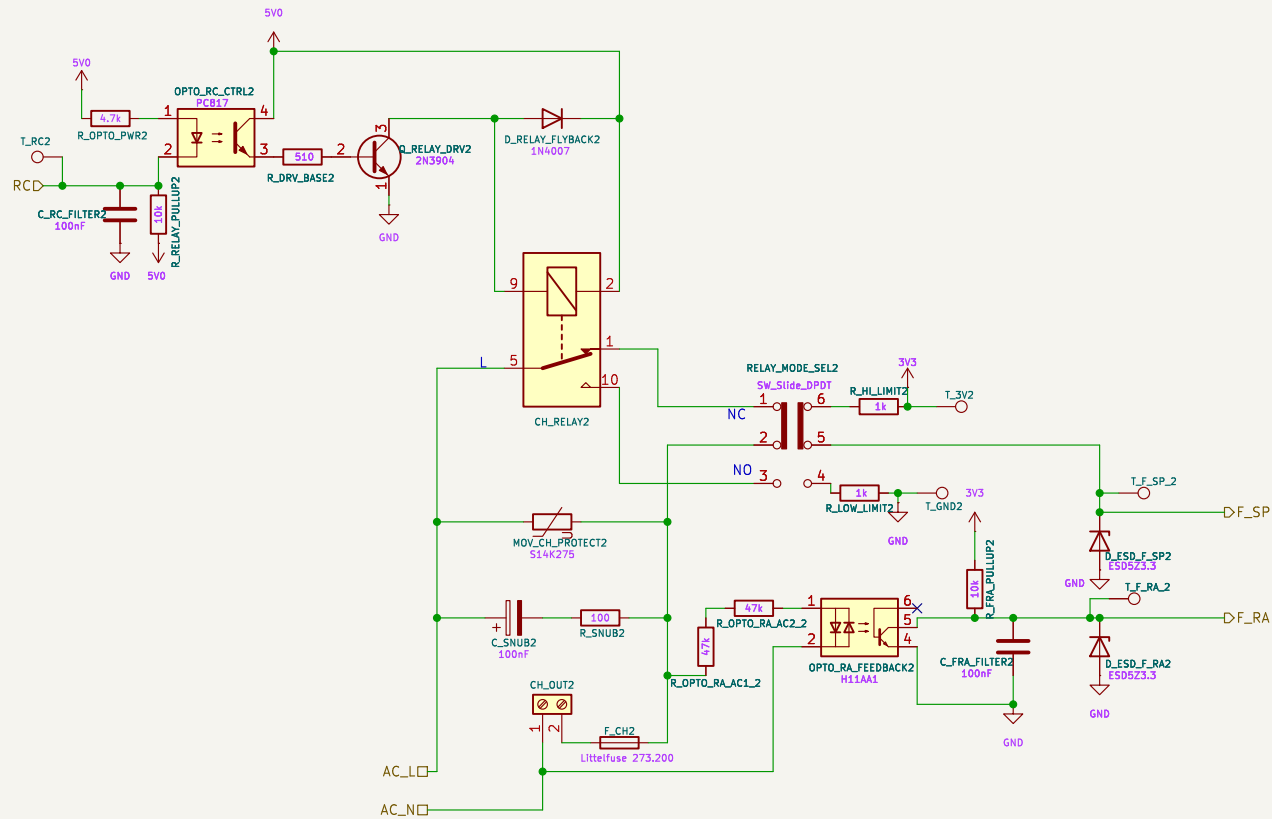 5V0
5V0
OPTO_RC_CTRL2
PC817
4.7k
R_OPTO_PWR2
1
4
2
3
T_RC2
RC
C_RC_FILTER2
100nF
GND
10k
R_RELAY_PULLUP2
5V0
510
R_DRV_BASE2
2
3
1
Q_RELAY_DRV2
2N3904
GND
D_RELAY_FLYBACK2
1N4007
9
2
5
1
10
L
CH_RELAY2
NC
NO
RELAY_MODE_SEL2
SW_Slide_DPDT
1
6
2
5
3
4
3V3
R_HI_LIMIT2
1k
T_3V2
1k
R_LOW_LIMIT2
T_GND2
GND
3V3
10k
R_FRA_PULLUP2
T_F_SP_2
F_SP
D_ESD_F_SP2
ESD5Z3.3
GND
T_F_RA_2
F_RA
D_ESD_F_RA2
ESD5Z3.3
GND
MOV_CH_PROTECT2
S14K275
C_SNUB2
100nF
100
R_SNUB2
47k
R_OPTO_RA_AC2_2
47k
R_OPTO_RA_AC1_2
1
2
6
5
4
OPTO_RA_FEEDBACK2
H11AA1
C_FRA_FILTER2
100nF
GND
CH_OUT2
1
2
F_CH2
Littelfuse 273.200
AC_L
AC_N